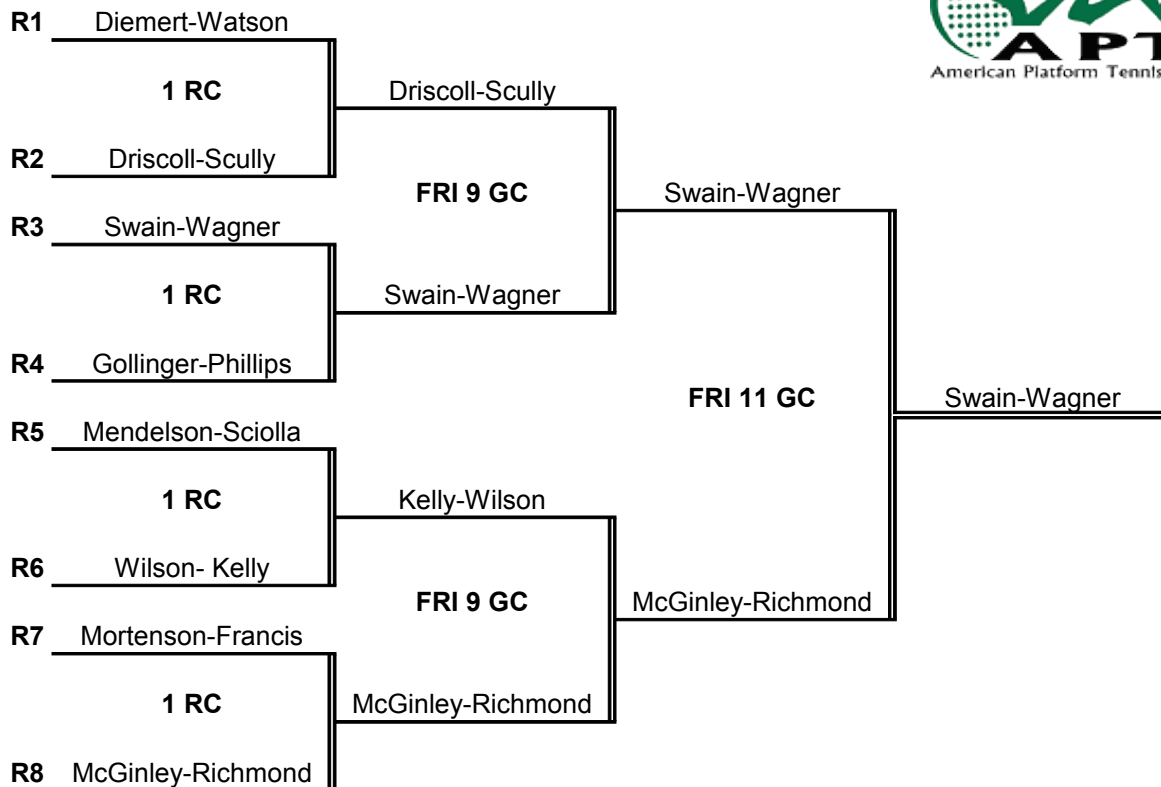 R1 Diemert-Watson
1 RC
Driscoll-Scully
R2 Driscoll-Scully
FRI 9 GC
Swain-Wagner
R3 Swain-Wagner
1 RC
Swain-Wagner
R4 Gollinger-Phillips
FRI 11 GC
Swain-Wagner
R5 Mendelson-Sciolla
1 RC
Kelly-Wilson
R6 Wilson- Kelly
FRI 9 GC
McGinley-Richmond
R7 Mortenson-Francis
1 RC
McGinley-Richmond
R8 McGinley-Richmond
APT
American Platform Tennis